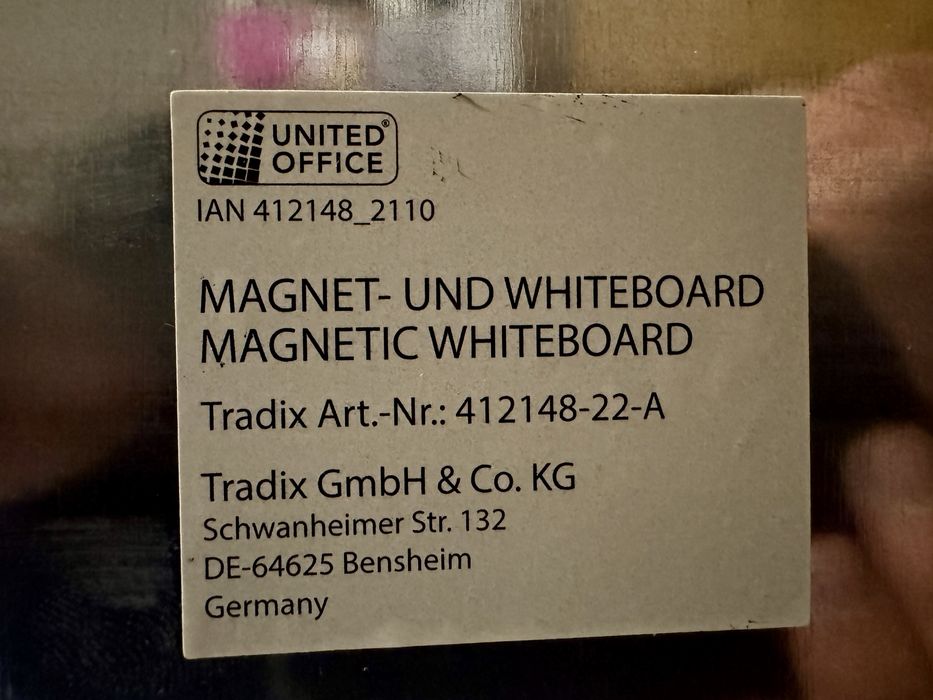 UNITED®
OFFICE
IAN 412148_2110
MAGNET- UND WHITEBOARD
MAGNETIC WHITEBOARD
Tradix Art.-Nr.: 412148-22-A
Tradix GmbH & Co. KG
Schwanheimer Str. 132
DE-64625 Bensheim
Germany